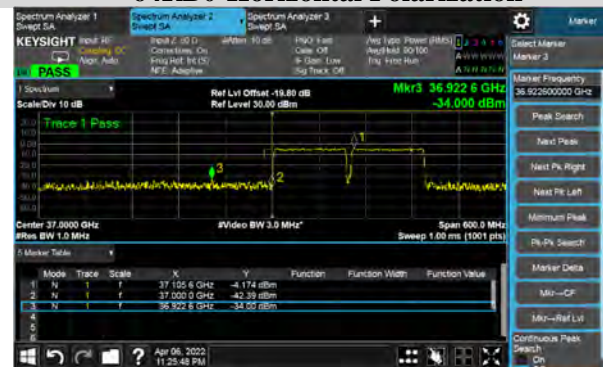 Spectrum Analyzer 1
Swept SA
Spectrum Analyzer 2
Swept SA
Spectrum Analyzer 3
Swept SA
+
Marker
KEYSIGHT Input: RF
Coupling: DC
Align: Auto
Input Z: 50 Ω
Corrections: On
Freq Ref: Int (S)
NFE: Adaptive
#Atten: 10 dB
PNO: Fast
Gate: Off
IF Gain: Low
Sig Track: Off
Avg Type: Power (RMS)
Trig: Free Run
PASS
Select Marker
Marker 3
Marker Frequency
36.922600000 GHz
Peak Search
Next Peak
Next Pk Right
Next Pk Left
Minimum Peak
Pk-Pk Search
Marker Delta
Mkr→CF
Mkr→Ref Lvl
Continuous Peak
Search
On
1 Spectrum
Scale/Div 10 dB
Ref Lvl Offset -19.80 dB
Ref Level 30.00 dBm
Mkr3 36.922 6 GHz
-34.000 dBm
Trace 1 Pass
1
2
3
Center 37.0000 GHz
#Res BW 1.0 MHz
#Video BW 3.0 MHz*
Span 600.0 MHz
Sweep 1.00 ms (1001 pts)
5 Marker Table
Mode Trace Scale X Y Function Function Width Function Value
1 N 1 f 37.105 6 GHz -4.174 dBm
2 N 1 f 37.000 0 GHz -42.39 dBm
3 N 1 f 36.922 6 GHz -34.00 dBm
4
5
6
Apr 06, 2022
11:25:48 PM